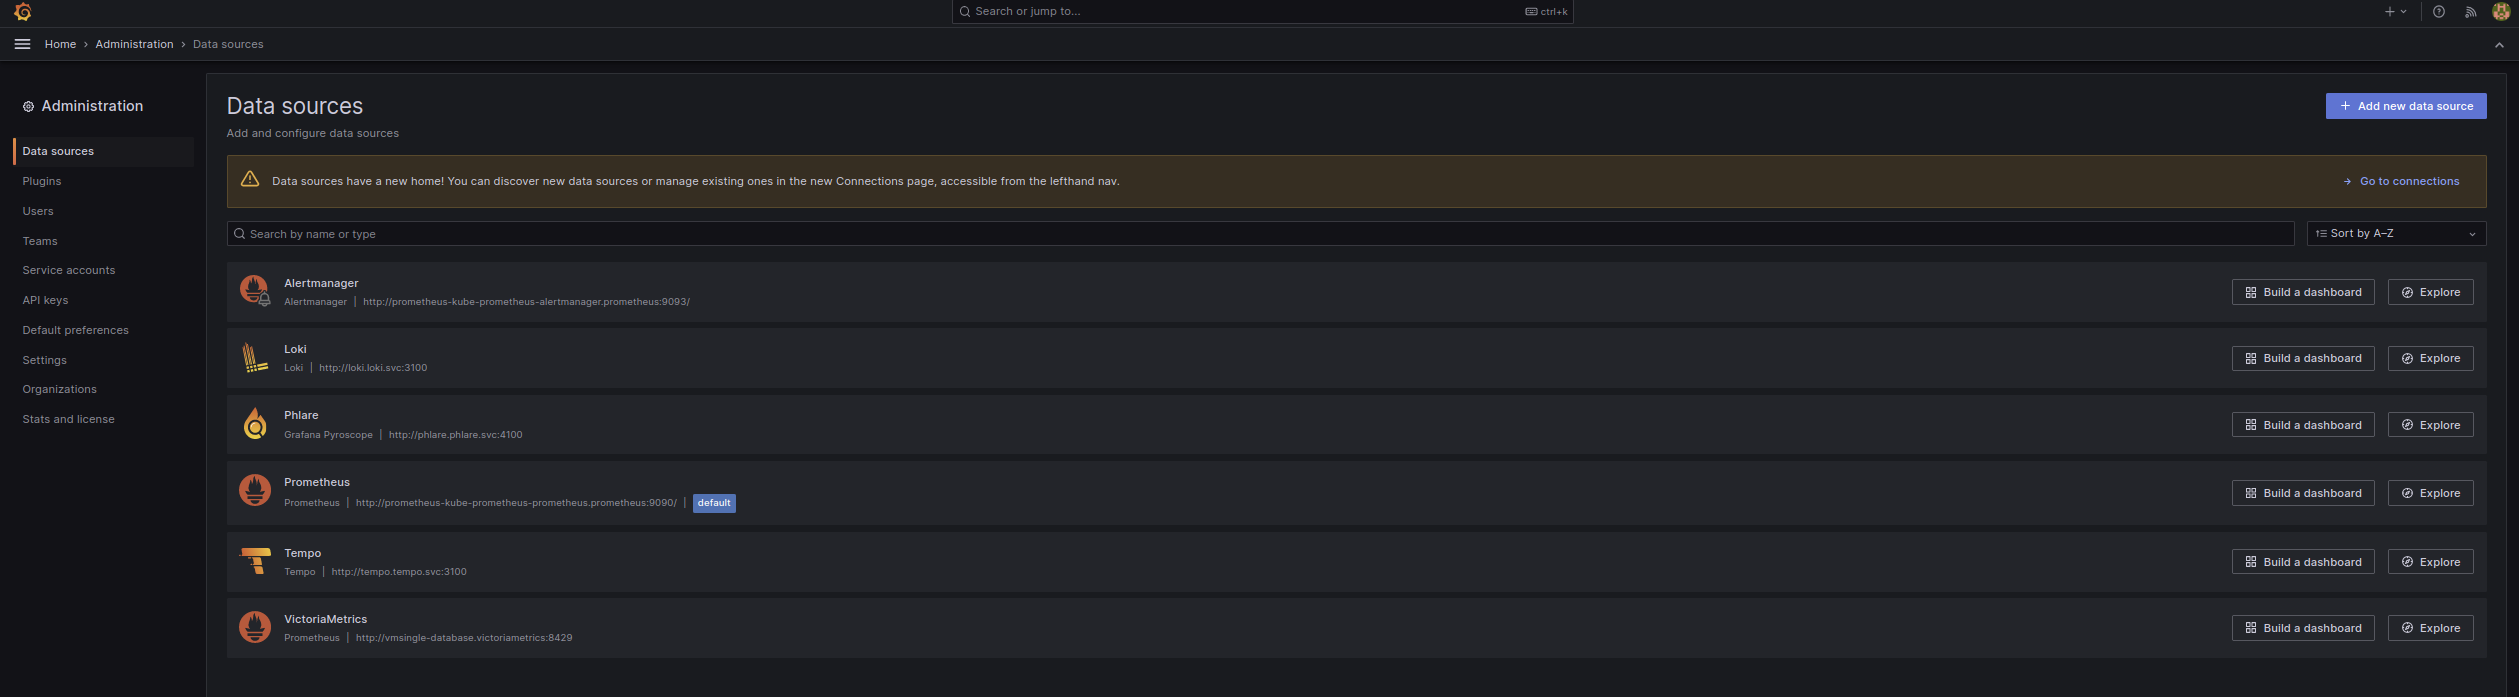 Search or jump to...
ctrl+k
Home › Administration › Data sources
Administration
Data sources
Plugins
Users
Teams
Service accounts
API keys
Default preferences
Settings
Organizations
Stats and license
Data sources
Add new data source
Add and configure data sources
Data sources have a new home! You can discover new data sources or manage existing ones in the new Connections page, accessible from the lefthand nav.
Go to connections
Search by name or type
Sort by A–Z
Alertmanager
Alertmanager | http://prometheus-kube-prometheus-alertmanager.prometheus:9093/
Build a dashboard
Explore
Loki
Loki | http://loki.loki.svc:3100
Build a dashboard
Explore
Phlare
Grafana Pyroscope | http://phlare.phlare.svc:4100
Build a dashboard
Explore
Prometheus
Prometheus | http://prometheus-kube-prometheus-prometheus.prometheus:9090/ | default
Build a dashboard
Explore
Tempo
Tempo | http://tempo.tempo.svc:3100
Build a dashboard
Explore
VictoriaMetrics
Prometheus | http://vmsingle-database.victoriametrics:8429
Build a dashboard
Explore